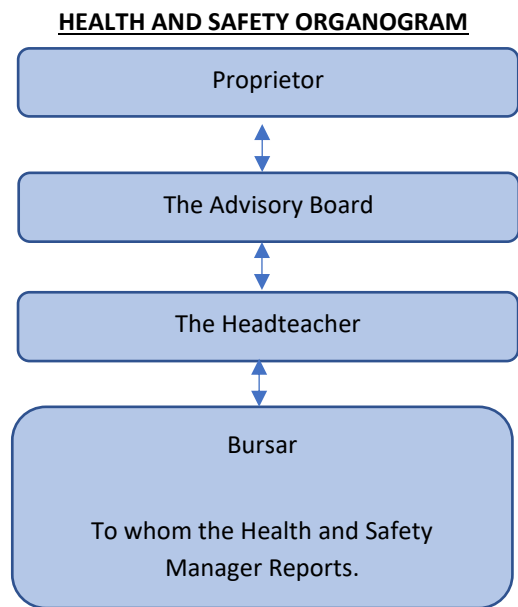 HEALTH AND SAFETY ORGANOGRAM
Proprietor
The Advisory Board
The Headteacher
Bursar
To whom the Health and Safety
Manager Reports.